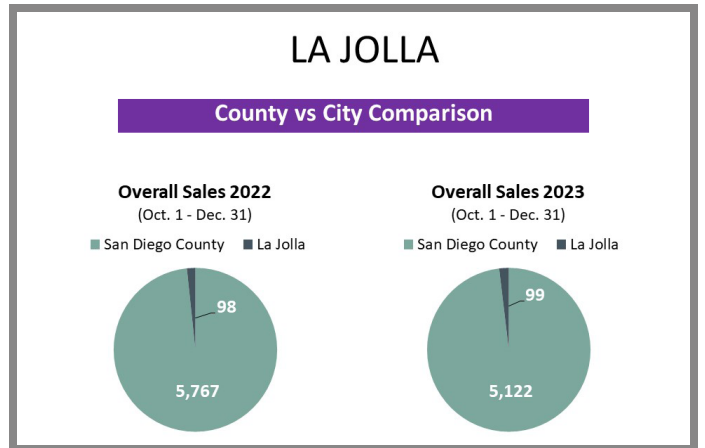 LA JOLLA
County vs City Comparison
Overall Sales 2022
(Oct. 1 - Dec. 31)
San Diego County La Jolla
98
5,767
Overall Sales 2023
(Oct. 1 - Dec. 31)
San Diego County La Jolla
99
5,122